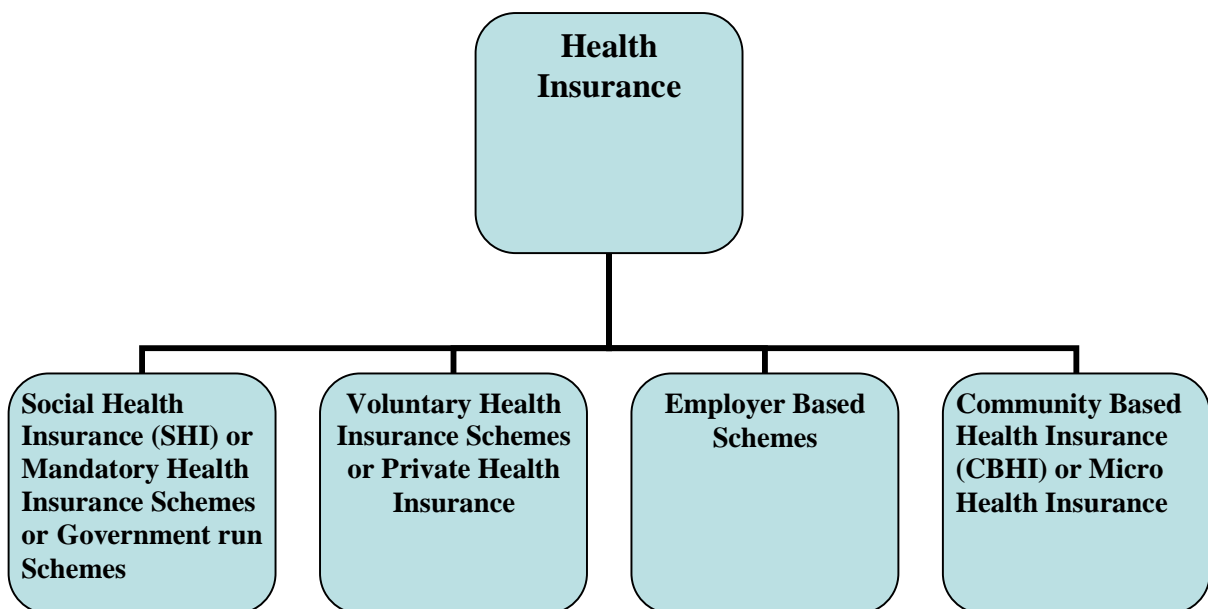 Health
Insurance
Social Health
Insurance (SHI) or
Mandatory Health
Insurance Schemes
or Government run
Schemes
Voluntary Health
Insurance Schemes
or Private Health
Insurance
Employer Based
Schemes
Community Based
Health Insurance
(CBHI) or Micro
Health Insurance